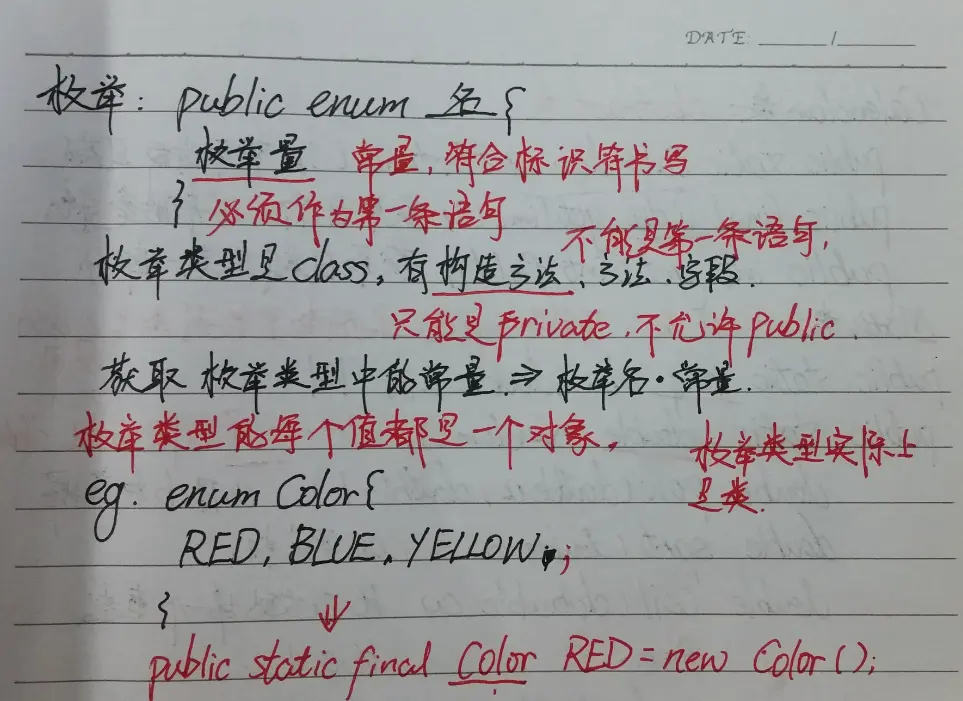 DATE: ______/______
枚举: public enum 名{
枚举量 常量,符合标识符书写
} 必须作为第一条语句
不能是第一条语句,
枚举类型是class,有构造方法、方法、字段.
只能是private,不允许public.
获取枚举类型中的常量 ⇒ 枚举名·常量.
枚举类型的每个值都是一个对象,
枚举类型实际上
是类.
eg. enum Color{
RED, BLUE, YELLOW;
}
⇓
public static final Color RED = new Color();